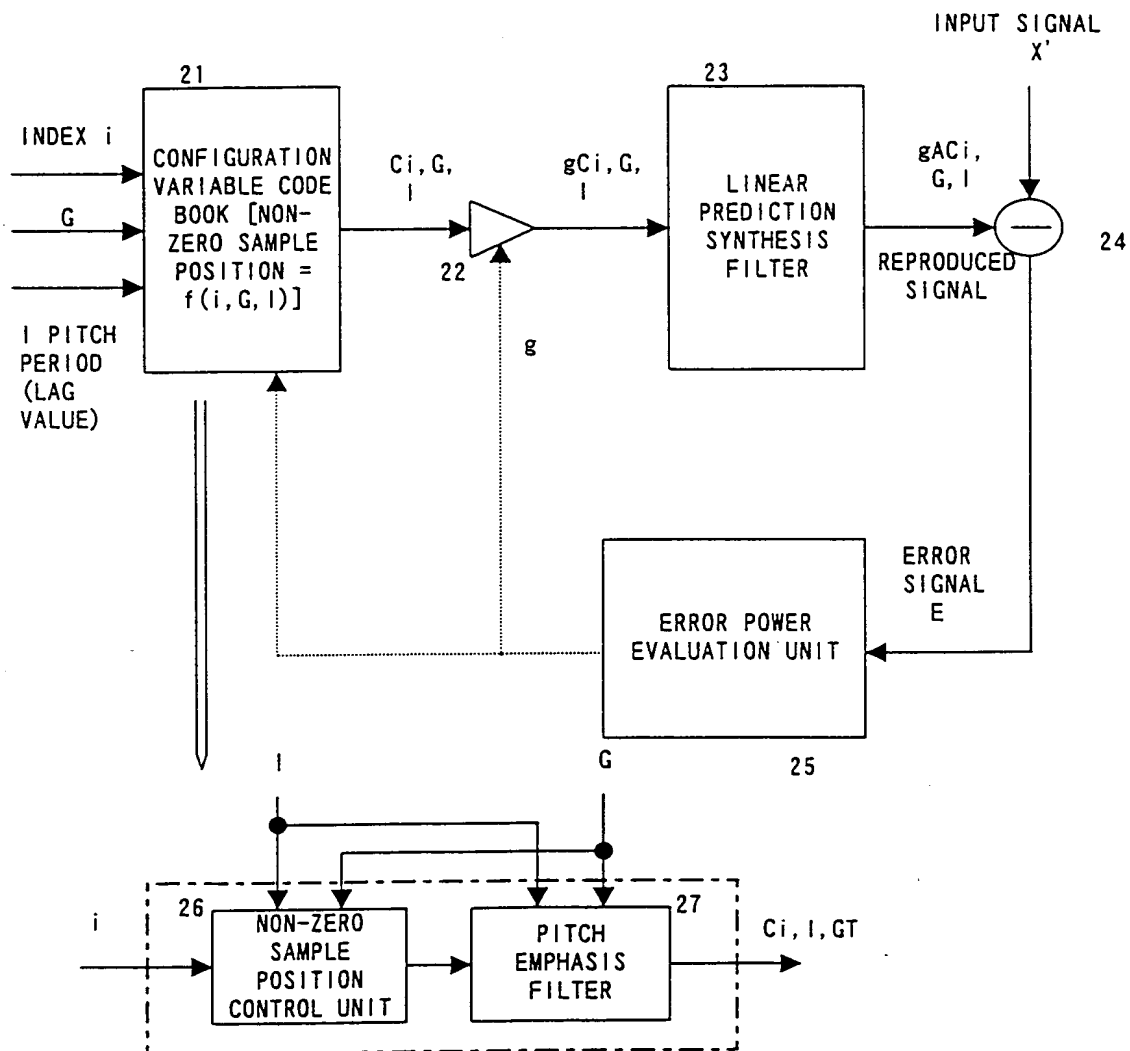 INPUT SIGNAL
X'
21
23
INDEX i
G
I PITCH
PERIOD
(LAG
VALUE)
CONFIGURATION
VARIABLE CODE
BOOK [NON-
ZERO SAMPLE
POSITION =
f(i,G,I)]
Ci,G,
I
22
gCi,G,
I
LINEAR
PREDICTION
SYNTHESIS
FILTER
gACi,
G,I
24
REPRODUCED
SIGNAL
g
ERROR
SIGNAL
E
ERROR POWER
EVALUATION UNIT
25
I
G
26
27
i
NON-ZERO
SAMPLE
POSITION
CONTROL UNIT
PITCH
EMPHASIS
FILTER
Ci,I,GT